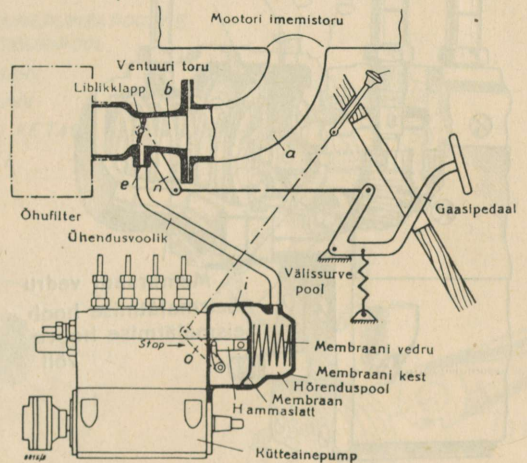 Mootori imemistoru
Ventuuri toru
Liblikklapp
b
a
e
n
Õhufilter
Ühendusvoolik
Gaasipedaal
Välissurve
pool
i
Stop
o
Membraani vedru
Membraani kest
Hõrenduspool
Membraan
Hammaslatt
Kütteainepump